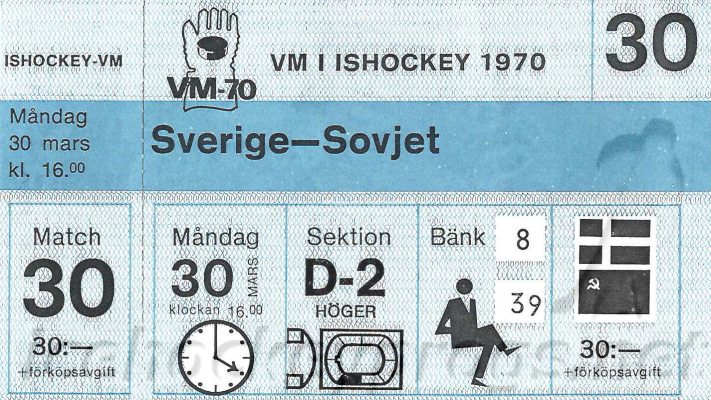 ISHOCKEY-VM
VM-70
VM I ISHOCKEY 1970
30
Måndag
30 mars
kl. 16.00
Sverige—Sovjet
Match
30
30:—
+förköpsavgift
Måndag
30 MARS
klockan 16.00
Sektion
D-2
HÖGER
Bänk 8
39
30:—
+förköpsavgift